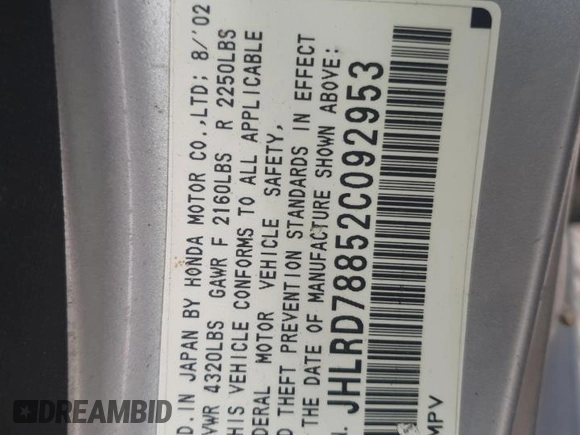 D. IN JAPAN BY HONDA MOTOR CO.,LTD; 8/'02
VWR 4320LBS GAWR F 2160LBS R 2250LBS
IS VEHICLE CONFORMS TO ALL APPLICABLE
DERAL MOTOR VEHICLE SAFETY,
D THEFT PREVENTION STANDARDS IN EFFECT
THE DATE OF MANUFACTURE SHOWN ABOVE:
JHLRD78852C092953
MPV
DREAMBID